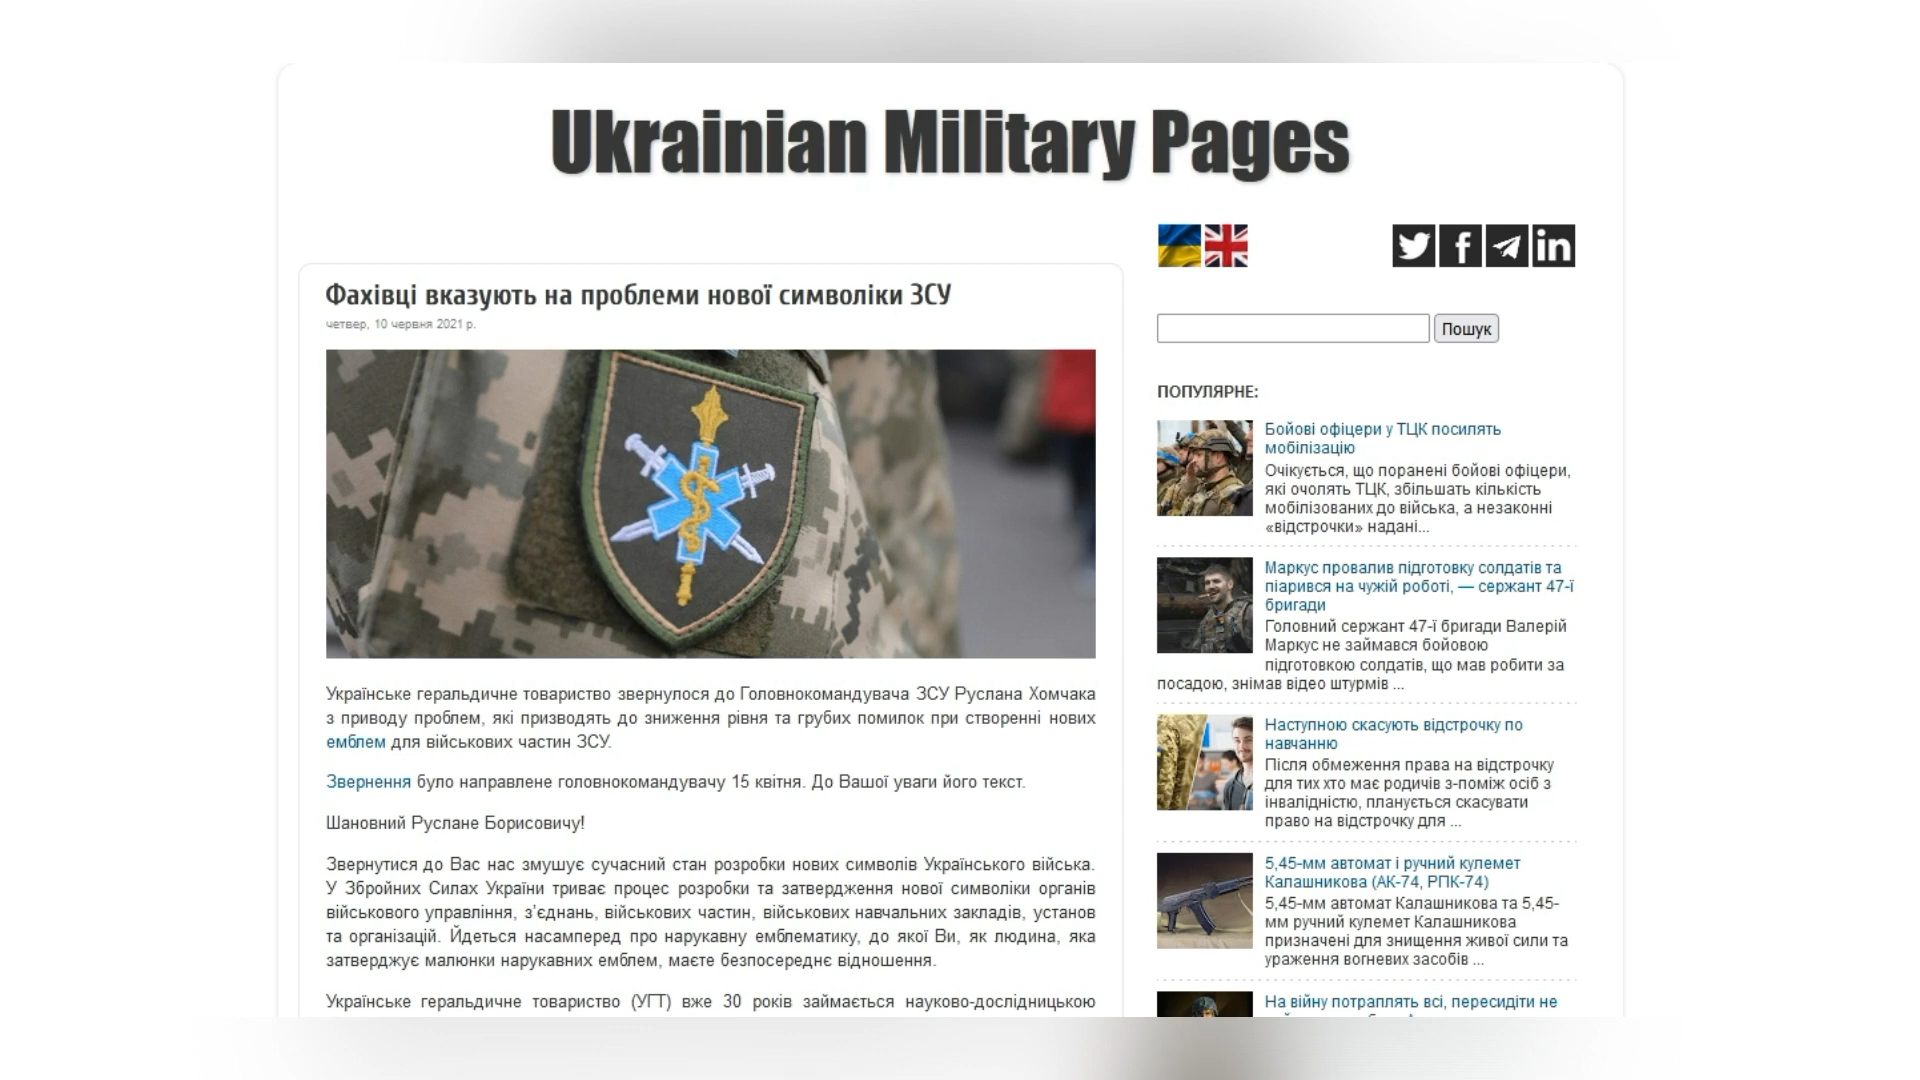 Ukrainian Military Pages
Фахівці вказують на проблеми нової символіки ЗСУ
четвер, 10 червня 2021 р.
Українське геральдичне товариство звернулося до Головнокомандувача ЗСУ Руслана Хомчака
з приводу проблем, які призводять до зниження рівня та грубих помилок при створенні нових
емблем для військових частин ЗСУ.
Звернення було направлене головнокомандувачу 15 квітня. До Вашої уваги його текст.
Шановний Руслане Борисовичу!
Звернутися до Вас нас змушує сучасний стан розробки нових символів Українського війська.
У Збройних Силах України триває процес розробки та затвердження нової символіки органів
військового управління, з’єднань, військових частин, військових навчальних закладів, установ
та організацій. Йдеться насамперед про нарукавну емблематику, до якої Ви, як людина, яка
затверджує малюнки нарукавних емблем, маєте безпосереднє відношення.
Українське геральдичне товариство (УГТ) вже 30 років займається науково-дослідницькою
Пошук
ПОПУЛЯРНЕ:
Бойові офіцери у ТЦК посилять
мобілізацію
Очікується, що поранені бойові офіцери,
які очолять ТЦК, збільшать кількість
мобілізованих до війська, а незаконні
«відстрочки» надані...
Маркус провалив підготовку солдатів та
піарився на чужій роботі, — сержант 47-ї
бригади
Головний сержант 47-ї бригади Валерій
Маркус не займався бойовою
підготовкою солдатів, що мав робити за
посадою, знімав відео штурмів ...
Наступною скасують відстрочку по
навчанню
Після обмеження права на відстрочку
для тих хто має родичів з-поміж осіб з
інвалідністю, планується скасувати
право на відстрочку для ...
5,45-мм автомат і ручний кулемет
Калашникова (АК-74, РПК-74)
5,45-мм автомат Калашникова та 5,45-
мм ручний кулемет Калашникова
призначені для знищення живої сили та
ураження вогневих засобів ...
На війну потраплять всі, пересидіти не